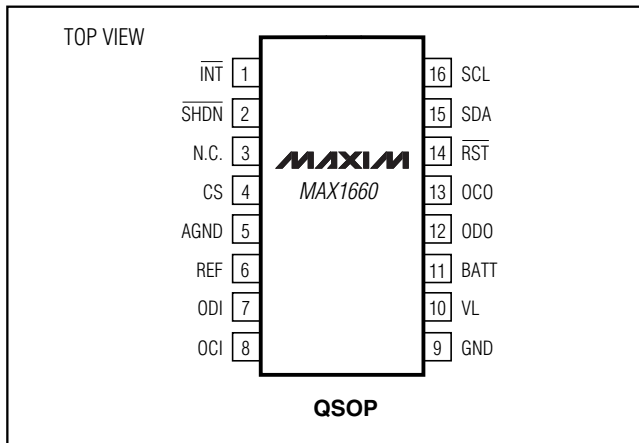 TOP VIEW
INT 1
SHDN 2
N.C. 3
CS 4
AGND 5
REF 6
ODI 7
OCI 8
MAXIM
MAX1660
16 SCL
15 SDA
14 RST
13 OCO
12 ODO
11 BATT
10 VL
9 GND
QSOP